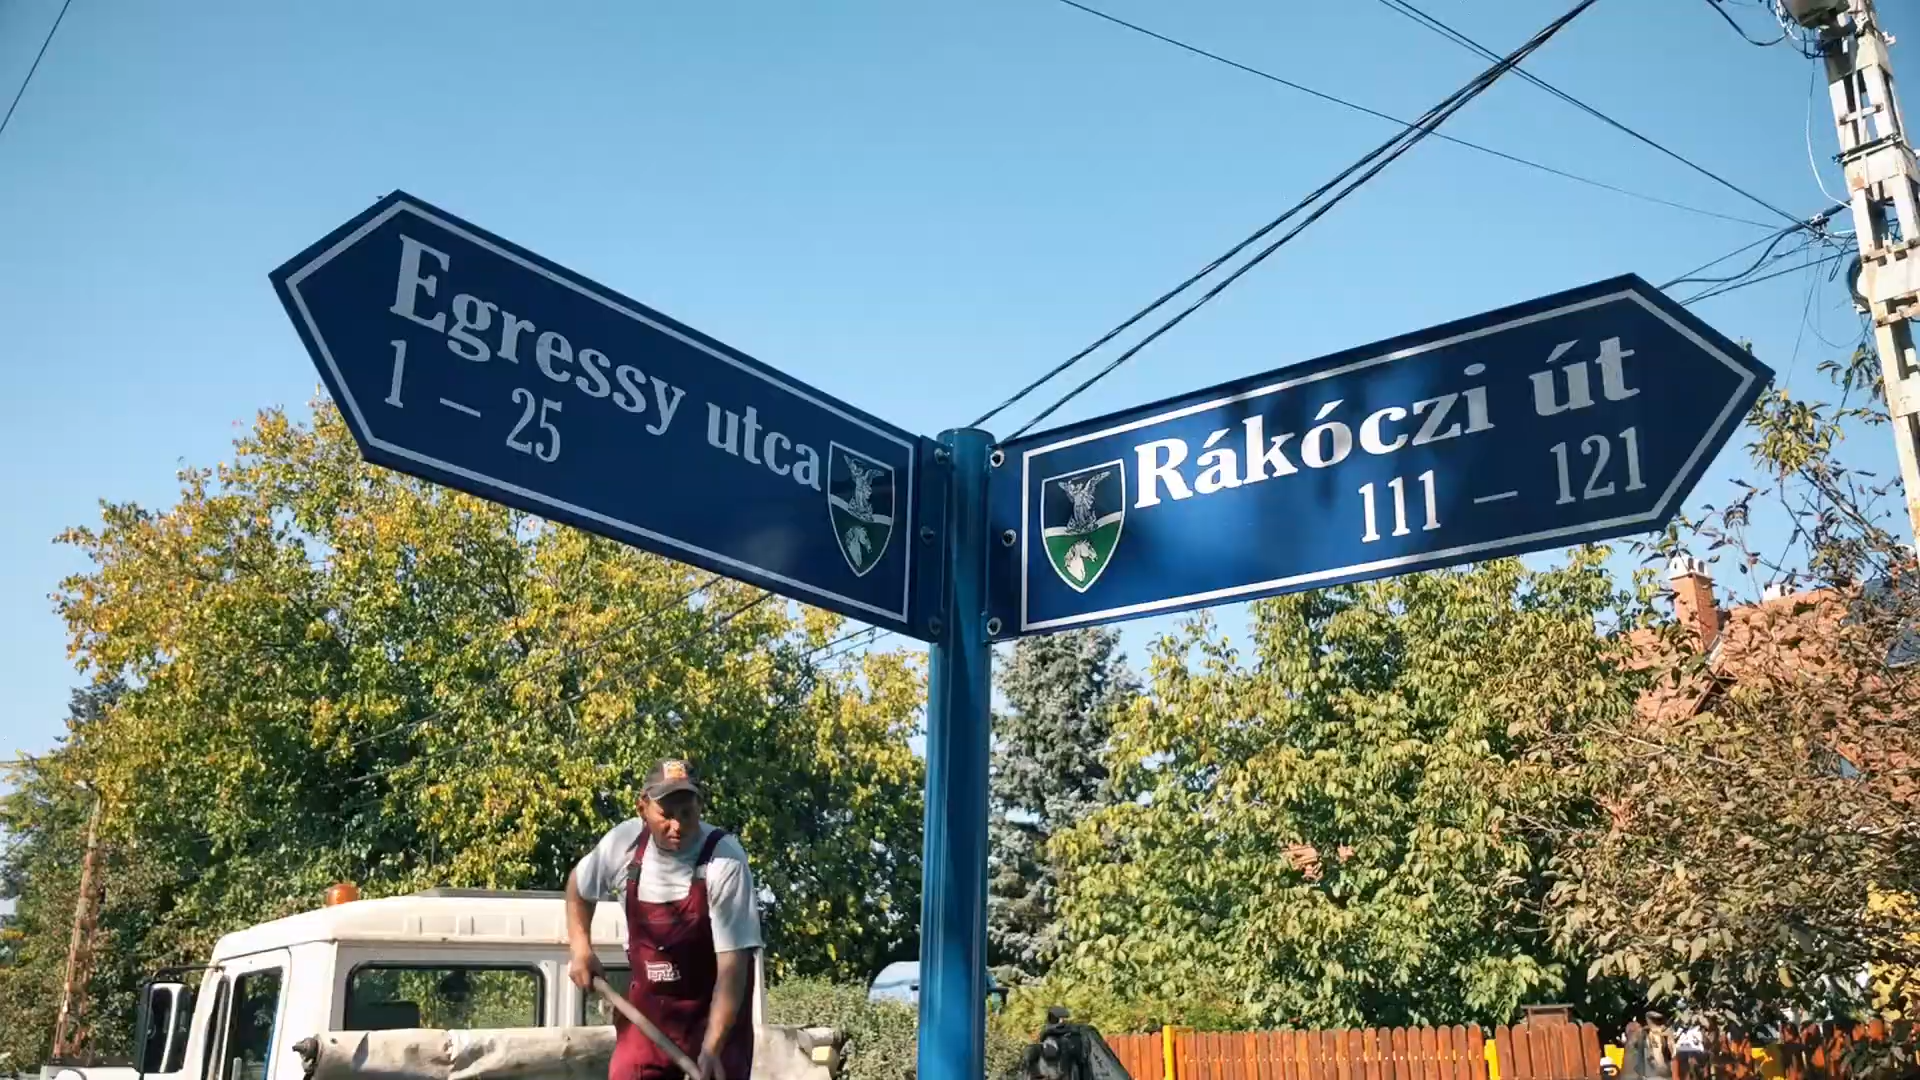 Egressy utca
1 – 25
Rákóczi út
111 – 121